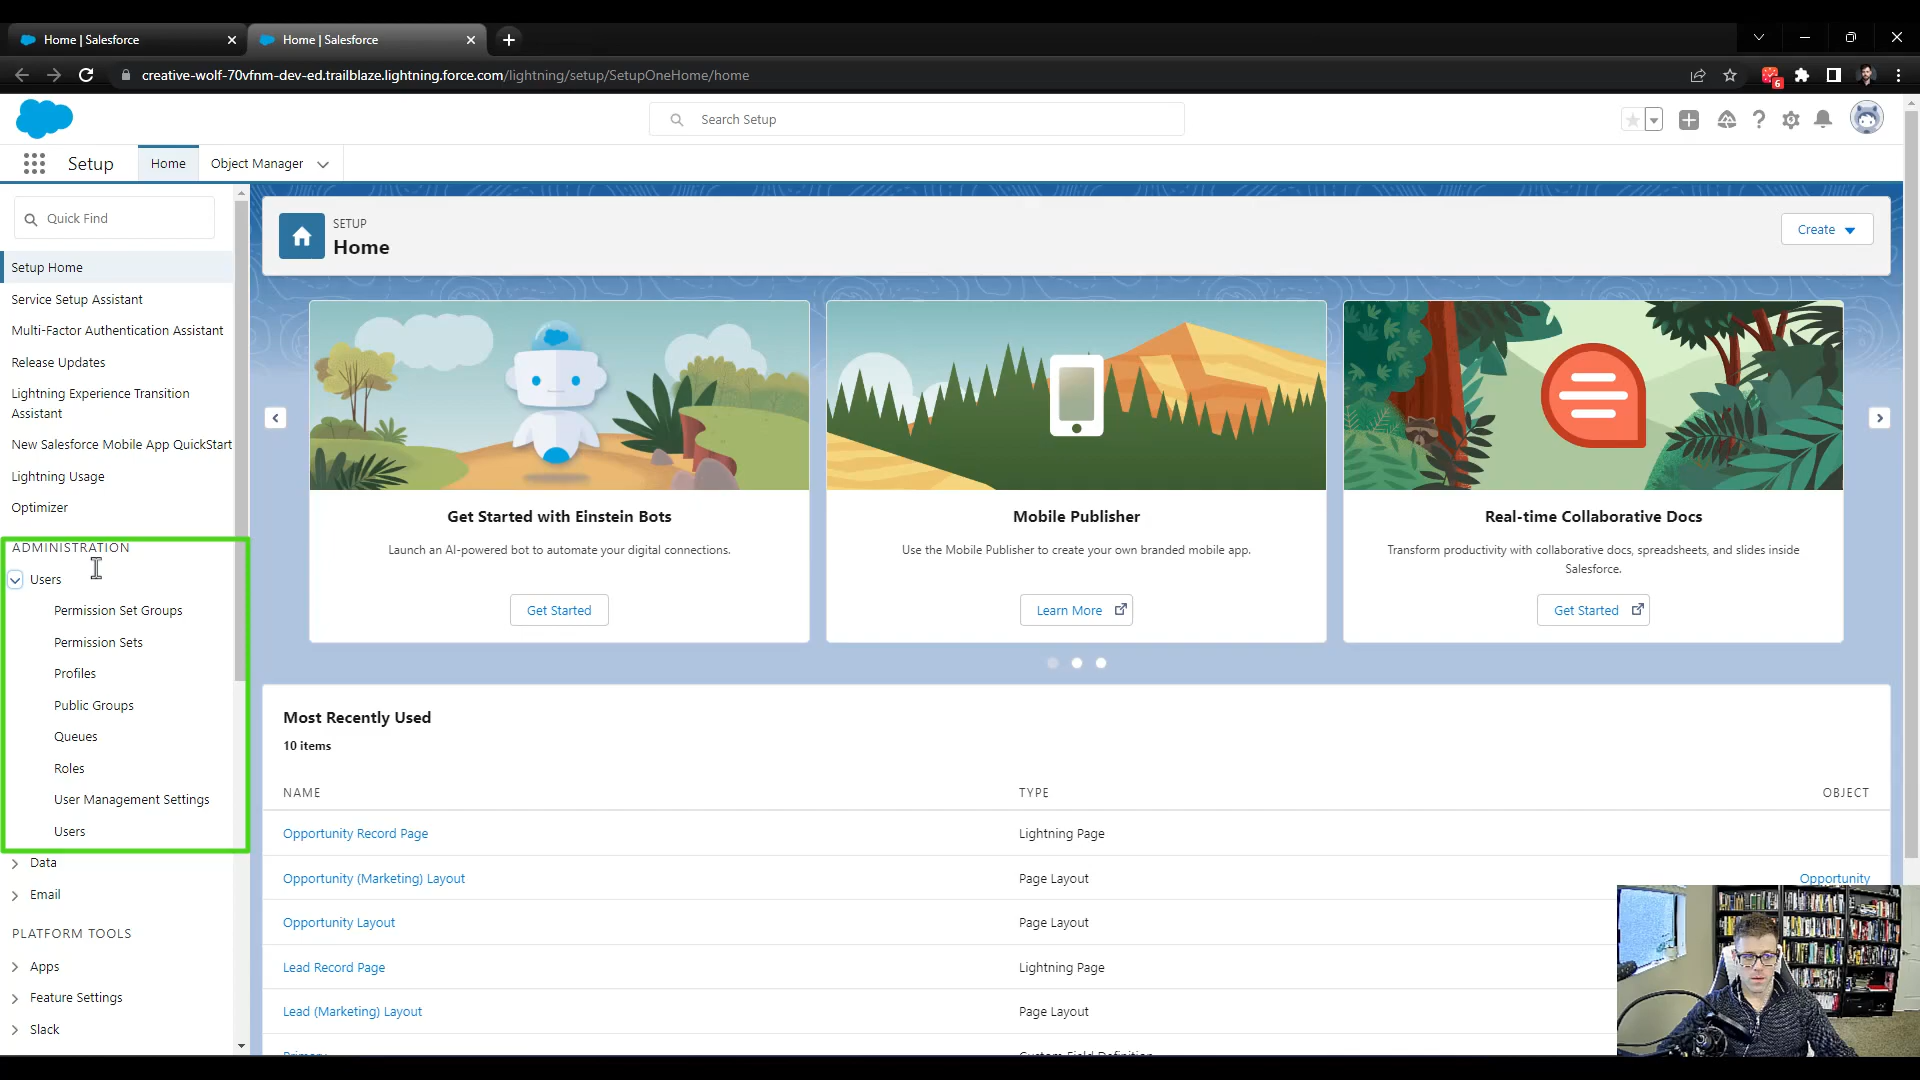 Home | Salesforce
Home | Salesforce
creative-wolf-70vfnm-dev-ed.trailblaze.lightning.force.com/lightning/setup/SetupOneHome/home
6
Search Setup
Setup
Home
Object Manager
Quick Find
Setup Home
Service Setup Assistant
Multi-Factor Authentication Assistant
Release Updates
Lightning Experience Transition
Assistant
New Salesforce Mobile App QuickStart
Lightning Usage
Optimizer
ADMINISTRATION
Users
Permission Set Groups
Permission Sets
Profiles
Public Groups
Queues
Roles
User Management Settings
Users
Data
Email
PLATFORM TOOLS
Apps
Feature Settings
Slack
SETUP
Home
Create
Get Started with Einstein Bots
Launch an AI-powered bot to automate your digital connections.
Get Started
Mobile Publisher
Use the Mobile Publisher to create your own branded mobile app.
Learn More
Real-time Collaborative Docs
Transform productivity with collaborative docs, spreadsheets, and slides inside
Salesforce.
Get Started
Most Recently Used
10 items
NAME TYPE OBJECT
Opportunity Record Page Lightning Page
Opportunity (Marketing) Layout Page Layout Opportunity
Opportunity Layout Page Layout
Lead Record Page Lightning Page
Lead (Marketing) Layout Page Layout
Primary Custom Field Definition